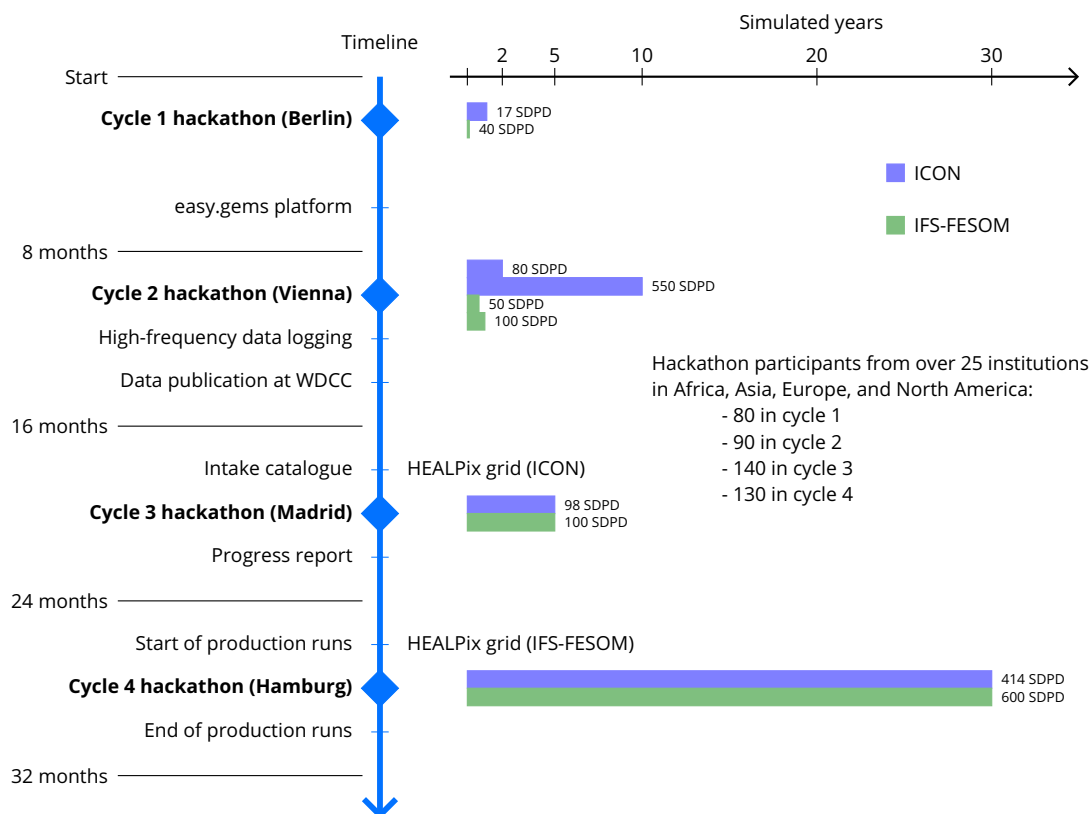 Simulated years
Timeline
2 5 10 20 30
Start
Cycle 1 hackathon (Berlin)
17 SDPD
40 SDPD
ICON
easy.gems platform
IFS-FESOM
8 months
80 SDPD
Cycle 2 hackathon (Vienna)
550 SDPD
50 SDPD
100 SDPD
High-frequency data logging
Hackathon participants from over 25 institutions
in Africa, Asia, Europe, and North America:
- 80 in cycle 1
- 90 in cycle 2
- 140 in cycle 3
- 130 in cycle 4
Data publication at WDCC
16 months
Intake catalogue
HEALPix grid (ICON)
98 SDPD
Cycle 3 hackathon (Madrid)
100 SDPD
Progress report
24 months
Start of production runs
HEALPix grid (IFS-FESOM)
414 SDPD
Cycle 4 hackathon (Hamburg)
600 SDPD
End of production runs
32 months